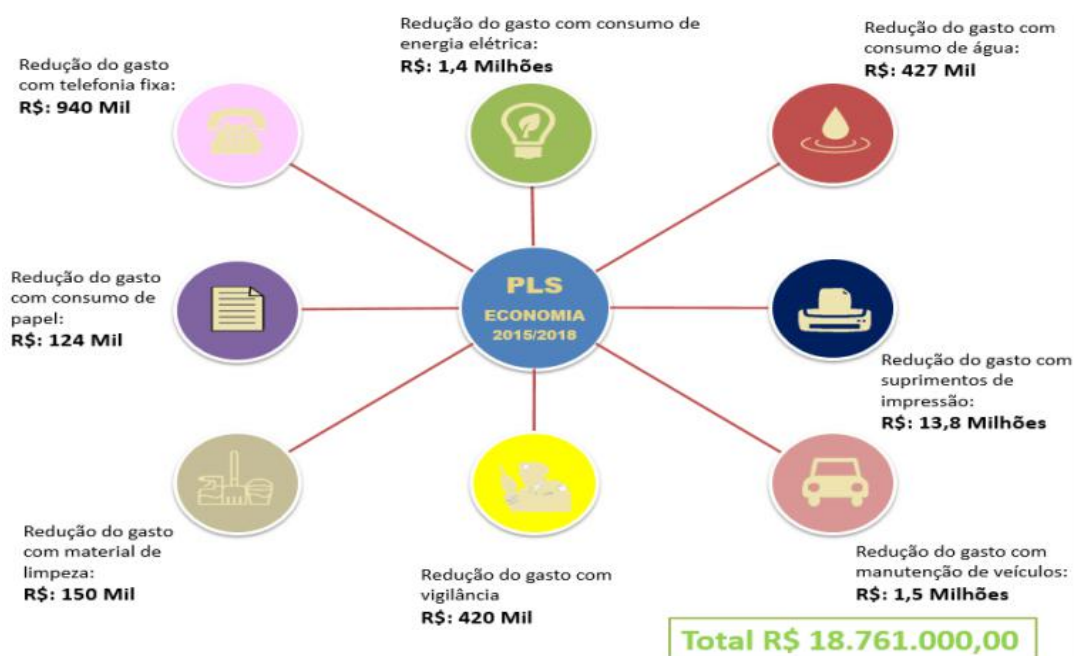 Redução do gasto
com telefonia fixa:
R$: 940 Mil
Redução do gasto com consumo de
energia elétrica:
R$: 1,4 Milhões
Redução do gasto com
consumo de água:
R$: 427 Mil
Redução do gasto
com consumo de
papel:
R$: 124 Mil
PLS
ECONOMIA
2015/2018
Redução do gasto com
suprimentos de
impressão:
R$: 13,8 Milhões
Redução do gasto
com material de
limpeza:
R$: 150 Mil
Redução do gasto com
vigilância
R$: 420 Mil
Redução do gasto com
manutenção de veículos:
R$: 1,5 Milhões
Total R$ 18.761.000,00